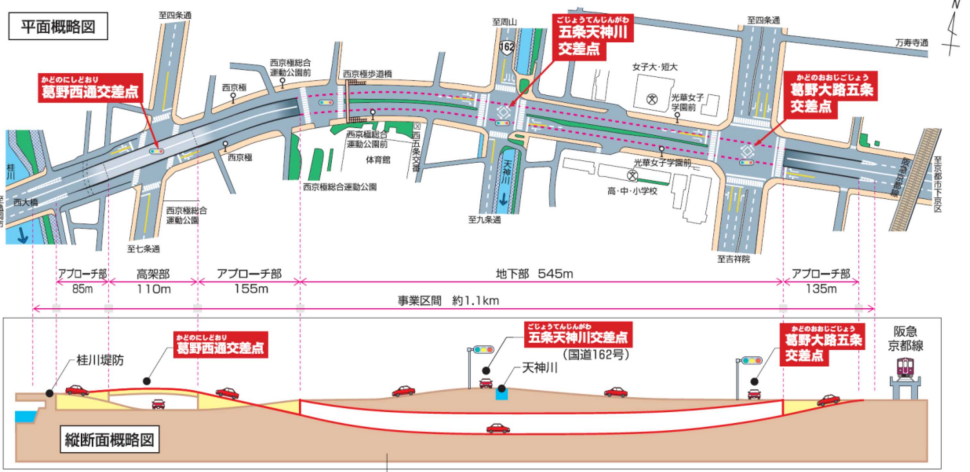 平面概略図
至四条通
至周山
162
ごじょうてんじんがわ
五条天神川
交差点
至四条通
万寿寺通
N
かどのにしどおり
葛野西通交差点
西京極
西京極総合
運動公園前
西京極歩道橋
女子大・短大
光華女子
学園前
かどのおおじごじょう
葛野大路五条
交差点
桂川
西大橋
西京極
西京極総合
運動公園
西京極総合
運動公園前
体育館
西京極総合運動公園
西五条交通
天神川
光華女子学園前
高・中・小学校
至京都市下京区
至七条通
至九条通
至吉祥院
アプローチ部
85m
高架部
110m
アプローチ部
155m
地下部 545m
アプローチ部
135m
事業区間 約1.1km
かどのにしどおり
葛野西通交差点
ごじょうてんじんがわ
五条天神川交差点
(国道162号)
かどのおおじごじょう
葛野大路五条
交差点
阪急
京都線
桂川堤防
天神川
縦断面概略図